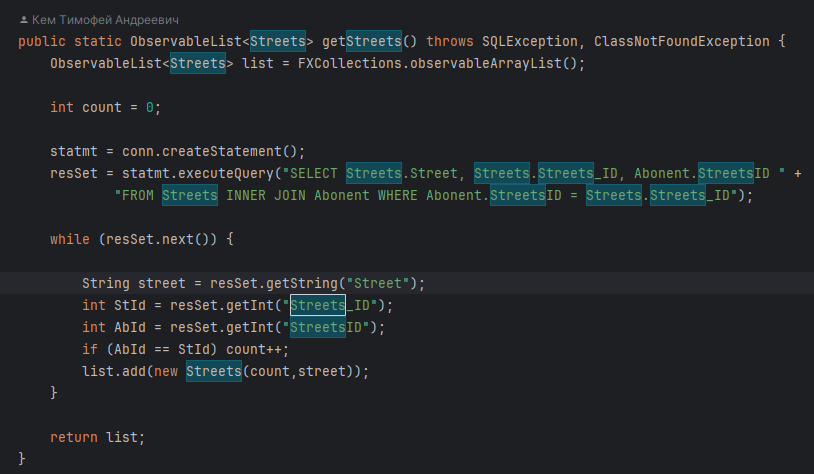 Кем Тимофей Андреевич
public static ObservableList<Streets> getStreets() throws SQLException, ClassNotFoundException {
    ObservableList<Streets> list = FXCollections.observableArrayList();

    int count = 0;

    statmt = conn.createStatement();
    resSet = statmt.executeQuery("SELECT Streets.Street, Streets.Streets_ID, Abonent.StreetsID " +
            "FROM Streets INNER JOIN Abonent WHERE Abonent.StreetsID = Streets.Streets_ID");

    while (resSet.next()) {

        String street = resSet.getString("Street");
        int StId = resSet.getInt("Streets_ID");
        int AbId = resSet.getInt("StreetsID");
        if (AbId == StId) count++;
        list.add(new Streets(count,street));
    }

    return list;
}